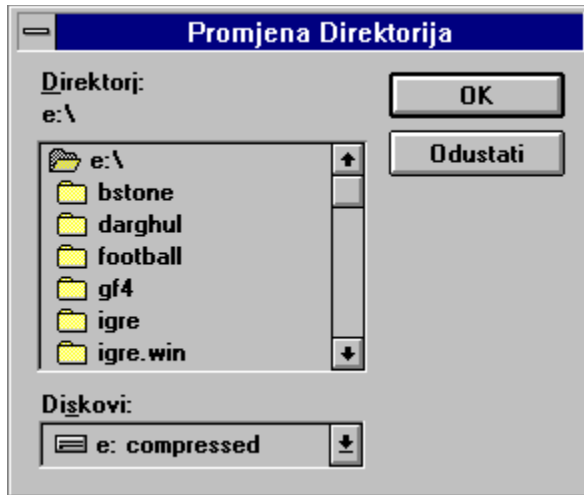 Promjena Direktorija
Direktorj:
e:\
OK
Odustati
e:\
bstone
darghul
football
gf4
igre
igre.win
Diskovi:
e: compressed